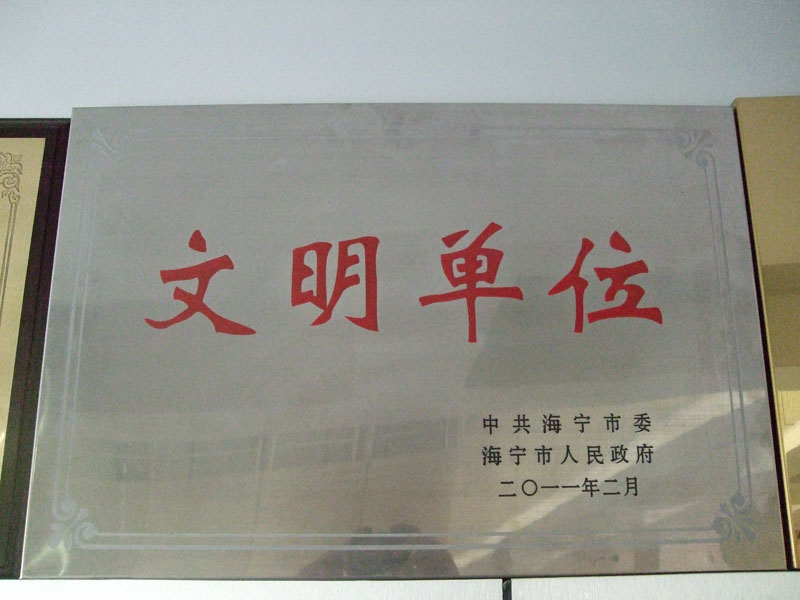 文明单位
中共海宁市委
海宁市人民政府
二〇一一年二月